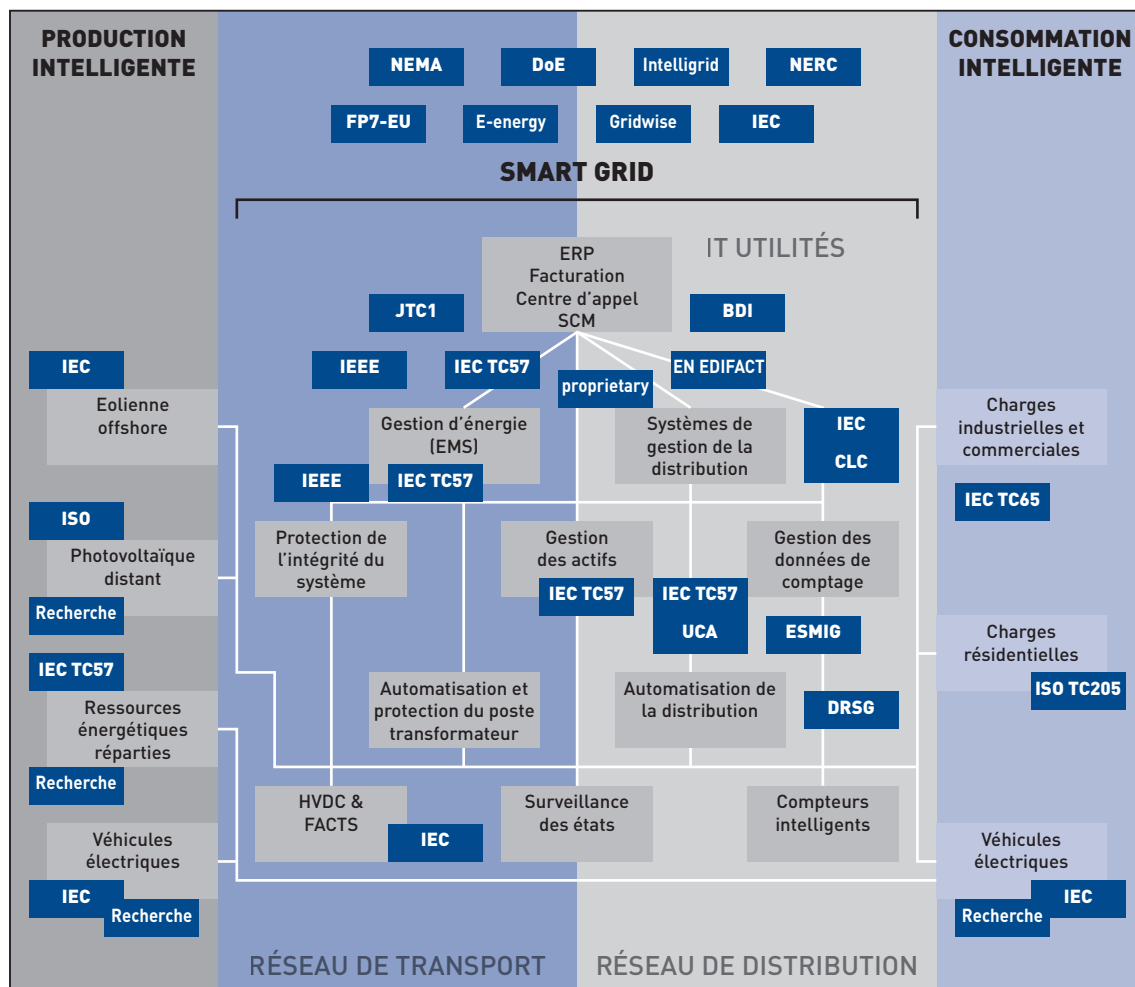 PRODUCTION
INTELLIGENTE
CONSOMMATION
INTELLIGENTE
NEMA
DoE
Intelligrid
NERC
FP7-EU
E-energy
Gridwise
IEC
SMART GRID
IT UTILITÉS
ERP
Facturation
Centre d'appel
SCM
JTC1
BDI
IEEE
IEC TC57
proprietary
EN EDIFACT
IEC
Eolienne
offshore
Gestion d'énergie
(EMS)
IEEE
IEC TC57
Systèmes de
gestion de la
distribution
IEC
CLC
Charges
industrielles et
commerciales
IEC TC65
ISO
Photovoltaïque
distant
Recherche
Protection de
l'intégrité du
système
Gestion
des actifs
IEC TC57
Gestion des
données de
comptage
IEC TC57
UCA
ESMIG
Charges
résidentielles
ISO TC205
IEC TC57
Ressources
énergétiques
réparties
Recherche
Automatisation et
protection du poste
transformateur
Automatisation de
la distribution
DRSG
HVDC &
FACTS
IEC
Surveillance
des états
Compteurs
intelligents
Véhicules
électriques
IEC
Recherche
Véhicules
électriques
IEC
Recherche
RÉSEAU DE TRANSPORT
RÉSEAU DE DISTRIBUTION